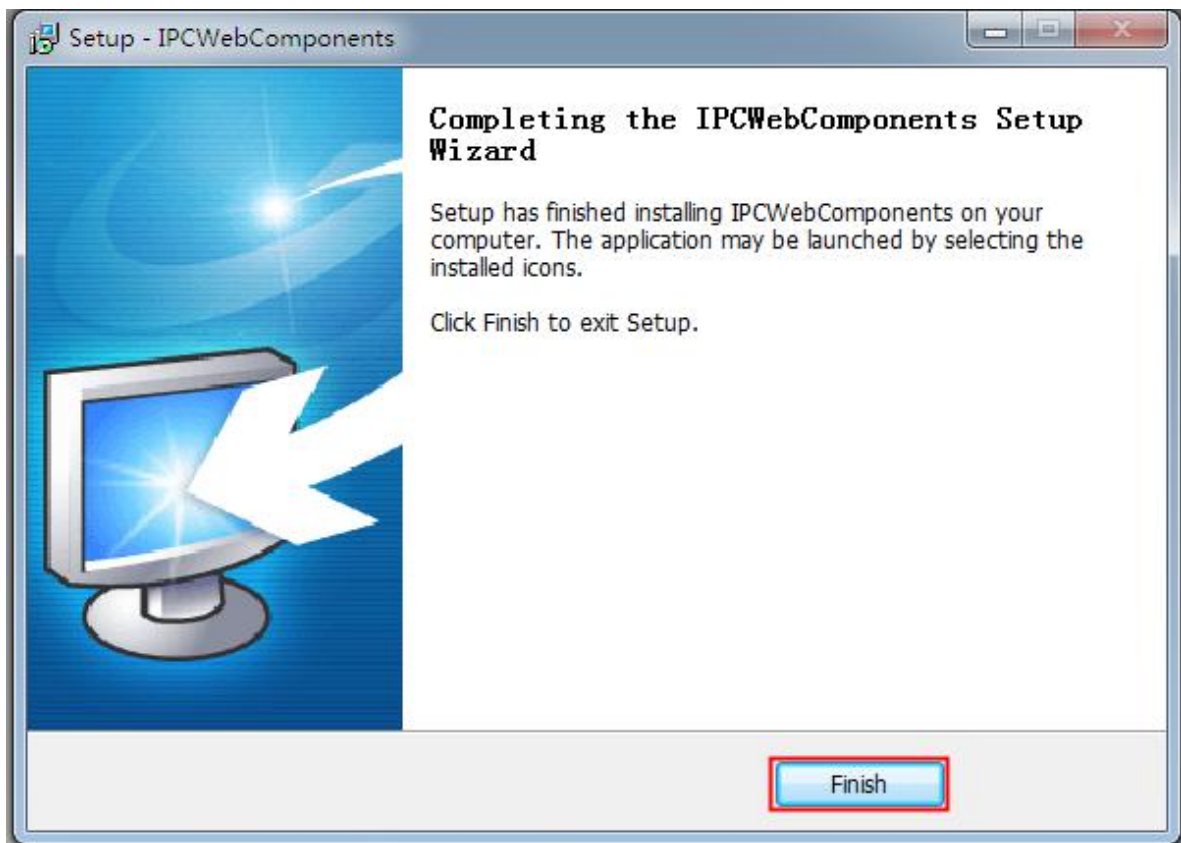 Setup - IPCWebComponents
Completing the IPCWebComponents Setup
Wizard
Setup has finished installing IPCWebComponents on your
computer. The application may be launched by selecting the
installed icons.
Click Finish to exit Setup.
Finish